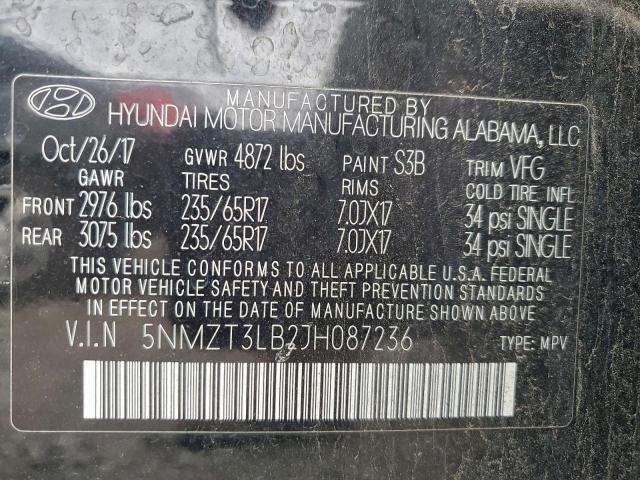 MANUFACTURED BY
HYUNDAI MOTOR MANUFACTURING ALABAMA, LLC
Oct/26/17 GVWR 4872 lbs PAINT S3B TRIM VFG
GAWR TIRES RIMS COLD TIRE INFL
FRONT 2976 lbs 235/65R17 7.0JX17 34 psi SINGLE
REAR 3075 lbs 235/65R17 7.0JX17 34 psi SINGLE
THIS VEHICLE CONFORMS TO ALL APPLICABLE U.S.A. FEDERAL
MOTOR VEHICLE SAFETY AND THEFT PREVENTION STANDARDS
IN EFFECT ON THE DATE OF MANUFACTURE SHOWN ABOVE.
V.I.N 5NMZT3LB2JH087236 TYPE: MPV